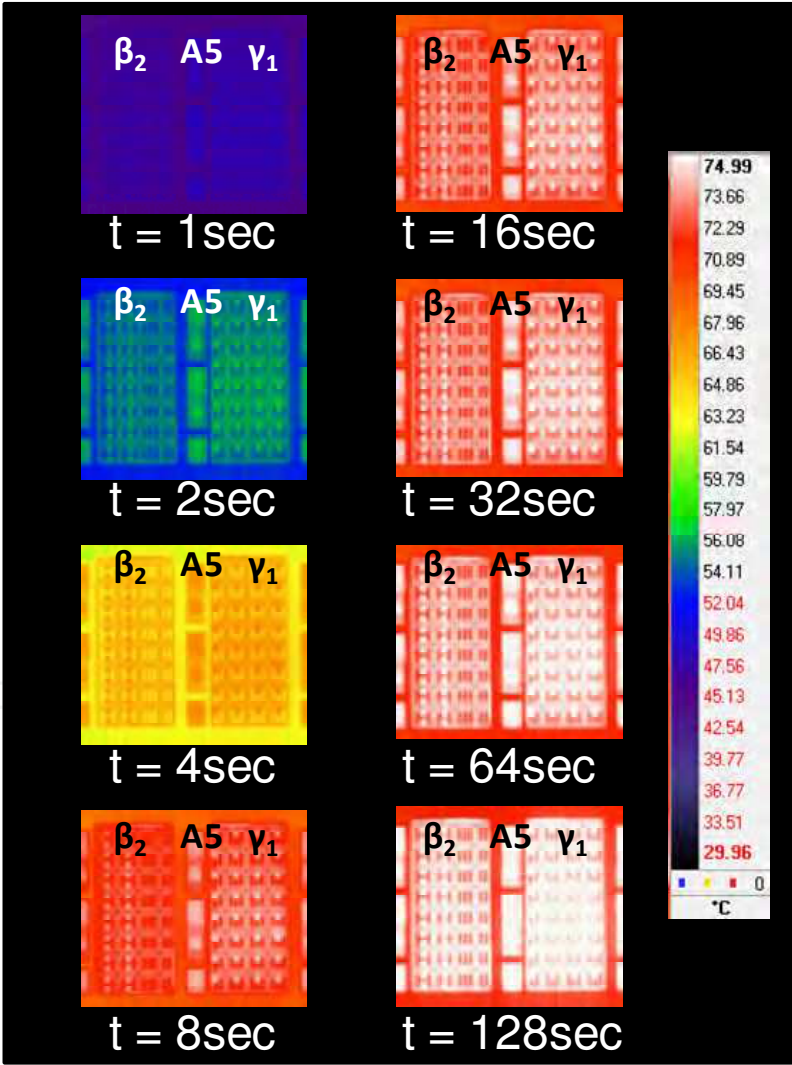 β₂ A5 γ₁
t = 1sec
β₂ A5 γ₁
t = 2sec
β₂ A5 γ₁
t = 4sec
β₂ A5 γ₁
t = 8sec
β₂ A5 γ₁
t = 16sec
β₂ A5 γ₁
t = 32sec
β₂ A5 γ₁
t = 64sec
β₂ A5 γ₁
t = 128sec
74.99
73.66
72.29
70.89
69.45
67.96
66.43
64.86
63.23
61.54
59.79
57.97
56.08
54.11
52.04
49.86
47.56
45.13
42.54
39.77
36.77
33.51
29.96
0
°C